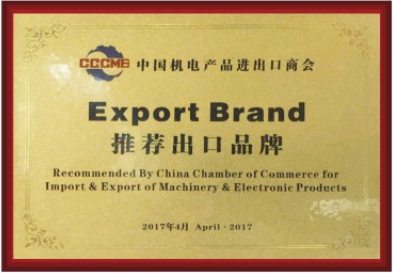 CCCME 中国机电产品进出口商会
Export Brand
推荐出口品牌
Recommended By China Chamber of Commerce for
Import & Export of Machinery & Electronic Products
2017年4月 April · 2017